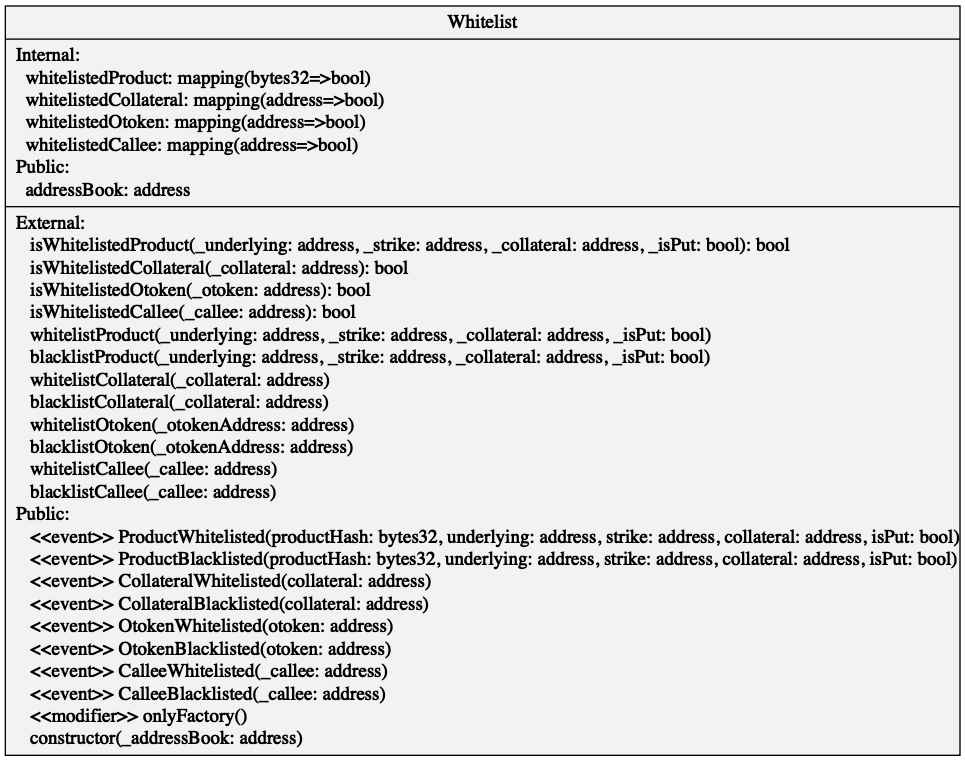 Whitelist
Internal:
whitelistedProduct: mapping(bytes32=>bool)
whitelistedCollateral: mapping(address=>bool)
whitelistedOtoken: mapping(address=>bool)
whitelistedCallee: mapping(address=>bool)
Public:
addressBook: address
External:
isWhitelistedProduct(_underlying: address, _strike: address, _collateral: address, _isPut: bool): bool
isWhitelistedCollateral(_collateral: address): bool
isWhitelistedOtoken(_otoken: address): bool
isWhitelistedCallee(_callee: address): bool
whitelistProduct(_underlying: address, _strike: address, _collateral: address, _isPut: bool)
blacklistProduct(_underlying: address, _strike: address, _collateral: address, _isPut: bool)
whitelistCollateral(_collateral: address)
blacklistCollateral(_collateral: address)
whitelistOtoken(_otokenAddress: address)
blacklistOtoken(_otokenAddress: address)
whitelistCallee(_callee: address)
blacklistCallee(_callee: address)
Public:
<<event>> ProductWhitelisted(productHash: bytes32, underlying: address, strike: address, collateral: address, isPut: bool)
<<event>> ProductBlacklisted(productHash: bytes32, underlying: address, strike: address, collateral: address, isPut: bool)
<<event>> CollateralWhitelisted(collateral: address)
<<event>> CollateralBlacklisted(collateral: address)
<<event>> OtokenWhitelisted(otoken: address)
<<event>> OtokenBlacklisted(otoken: address)
<<event>> CalleeWhitelisted(_callee: address)
<<event>> CalleeBlacklisted(_callee: address)
<<modifier>> onlyFactory()
constructor(_addressBook: address)